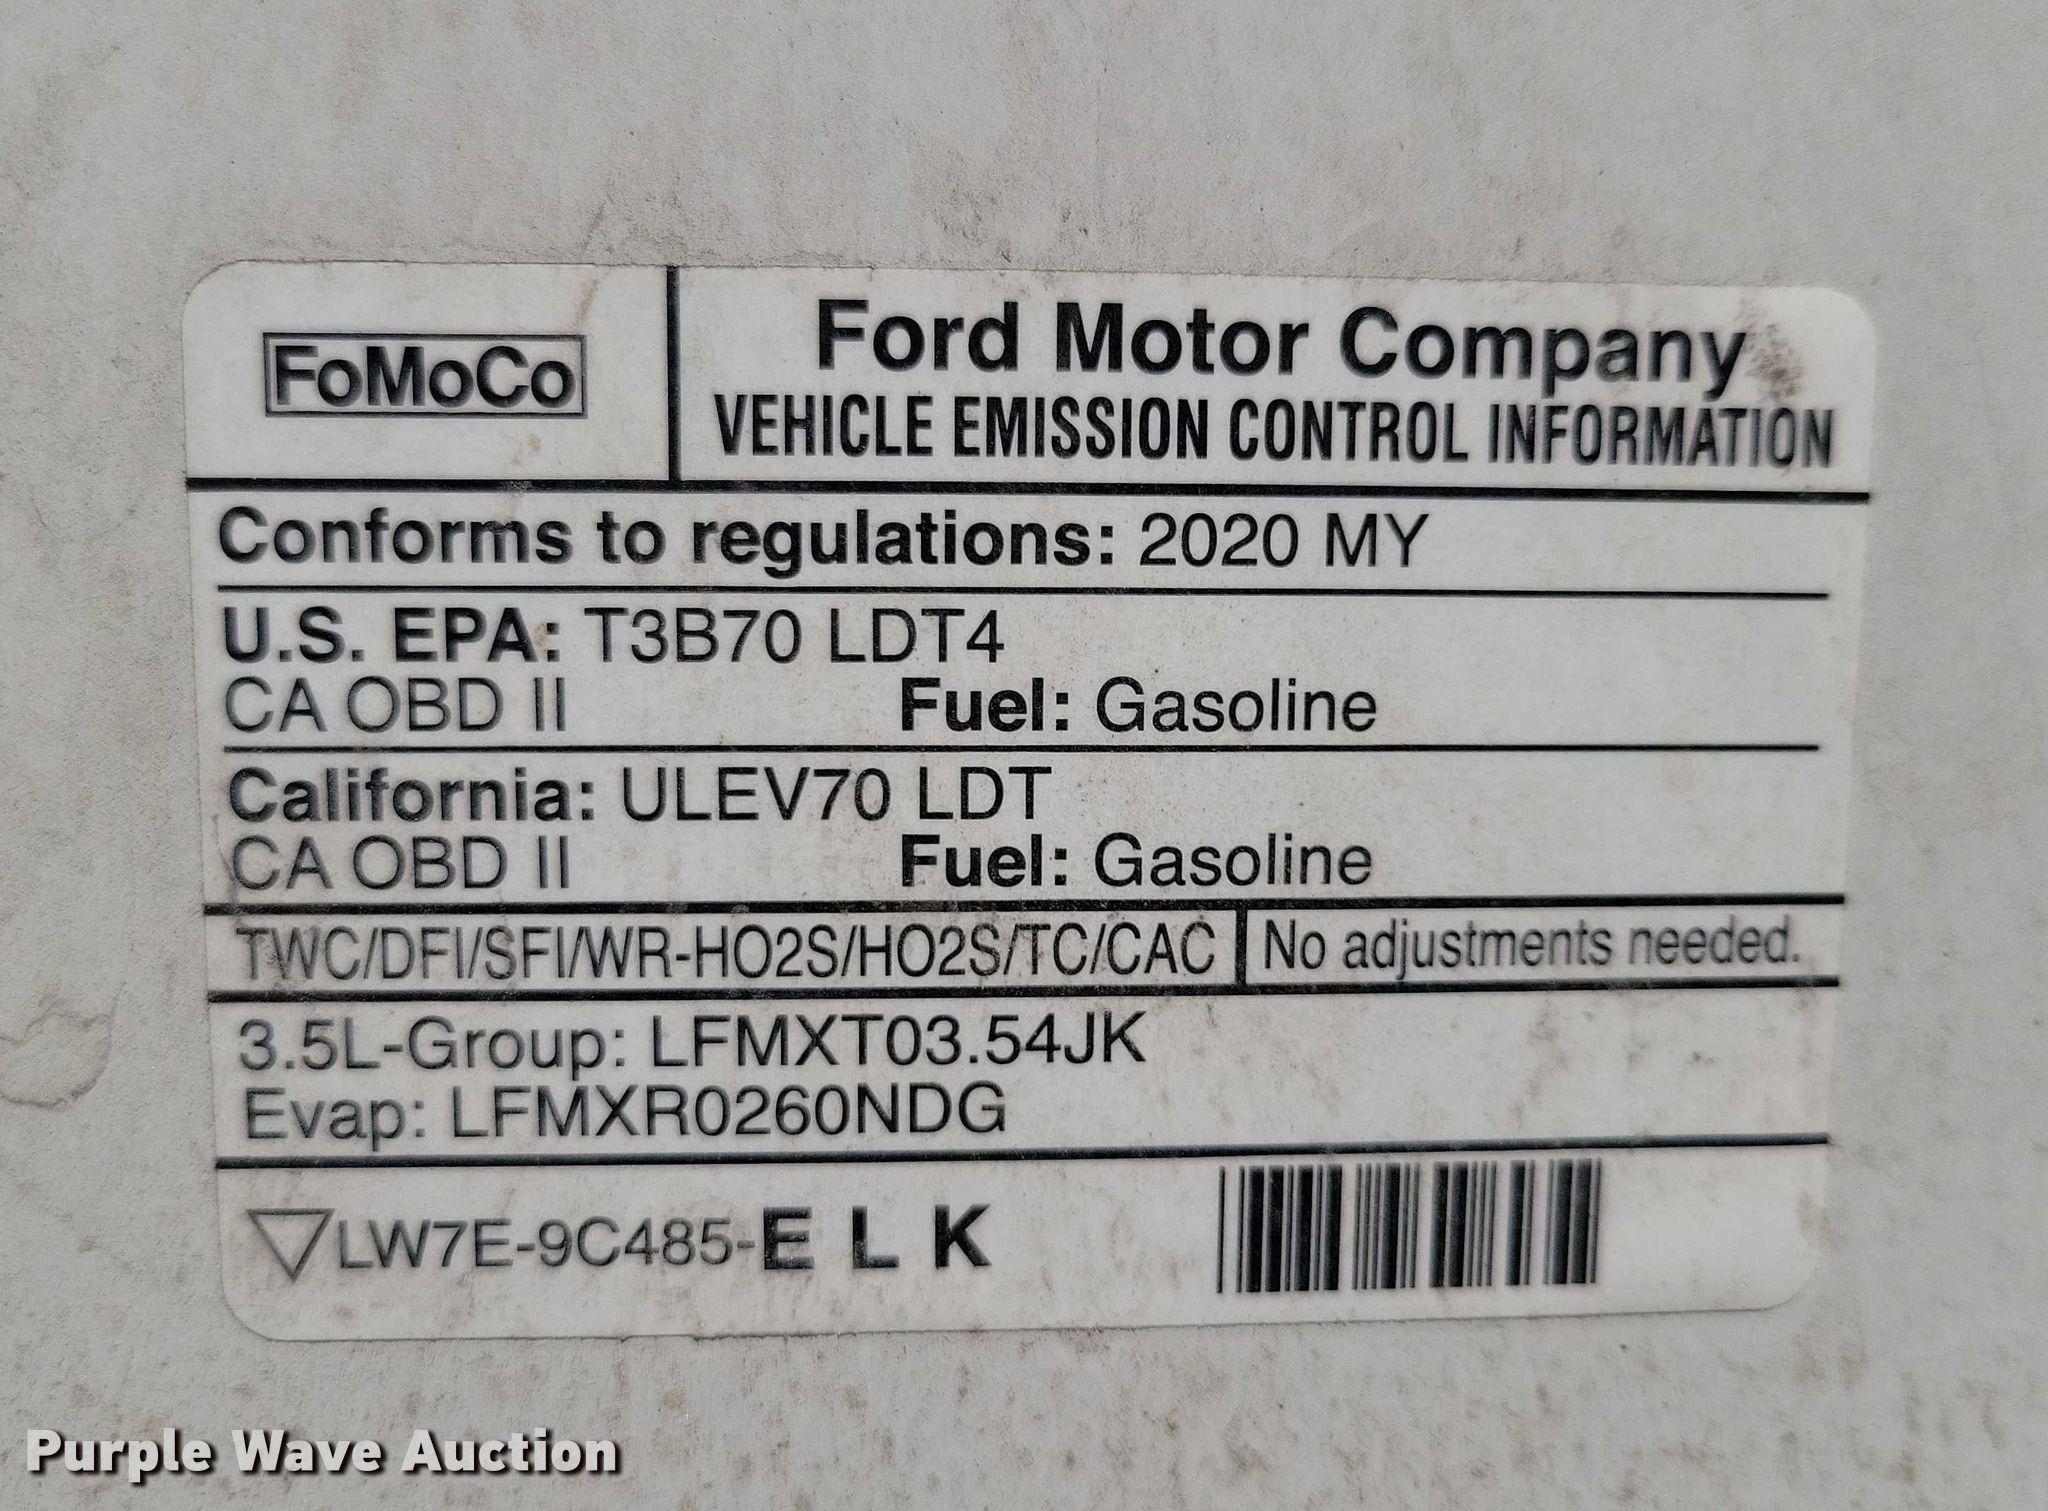 FoMoCo
Ford Motor Company
VEHICLE EMISSION CONTROL INFORMATION
Conforms to regulations: 2020 MY
U.S. EPA: T3B70 LDT4
CA OBD II Fuel: Gasoline
California: ULEV70 LDT
CA OBD II Fuel: Gasoline
TWC/DFI/SFI/WR-HO2S/HO2S/TC/CAC No adjustments needed.
3.5L-Group: LFMXT03.54JK
Evap: LFMXR0260NDG
LW7E-9C485-E L K
Purple Wave Auction